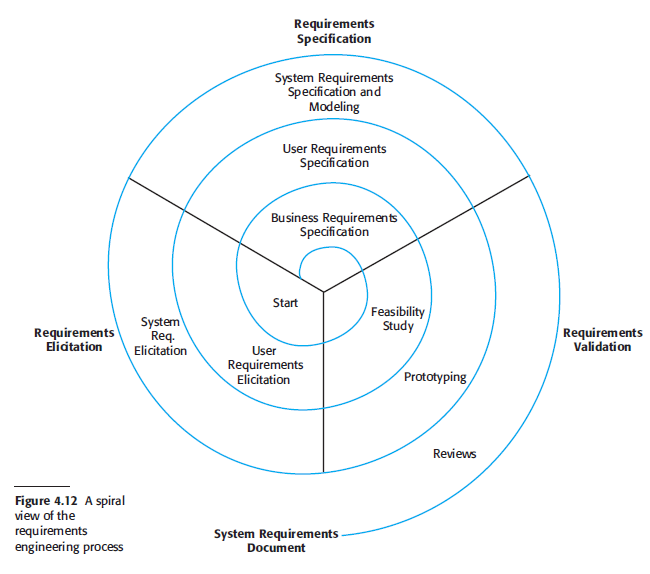 Requirements
Specification
System Requirements
Specification and
Modeling
User Requirements
Specification
Business Requirements
Specification
Start
Feasibility
Study
Requirements
Elicitation
System
Req.
Elicitation
User
Requirements
Elicitation
Requirements
Validation
Prototyping
Reviews
Figure 4.12 A spiral
view of the
requirements
engineering process
System Requirements
Document